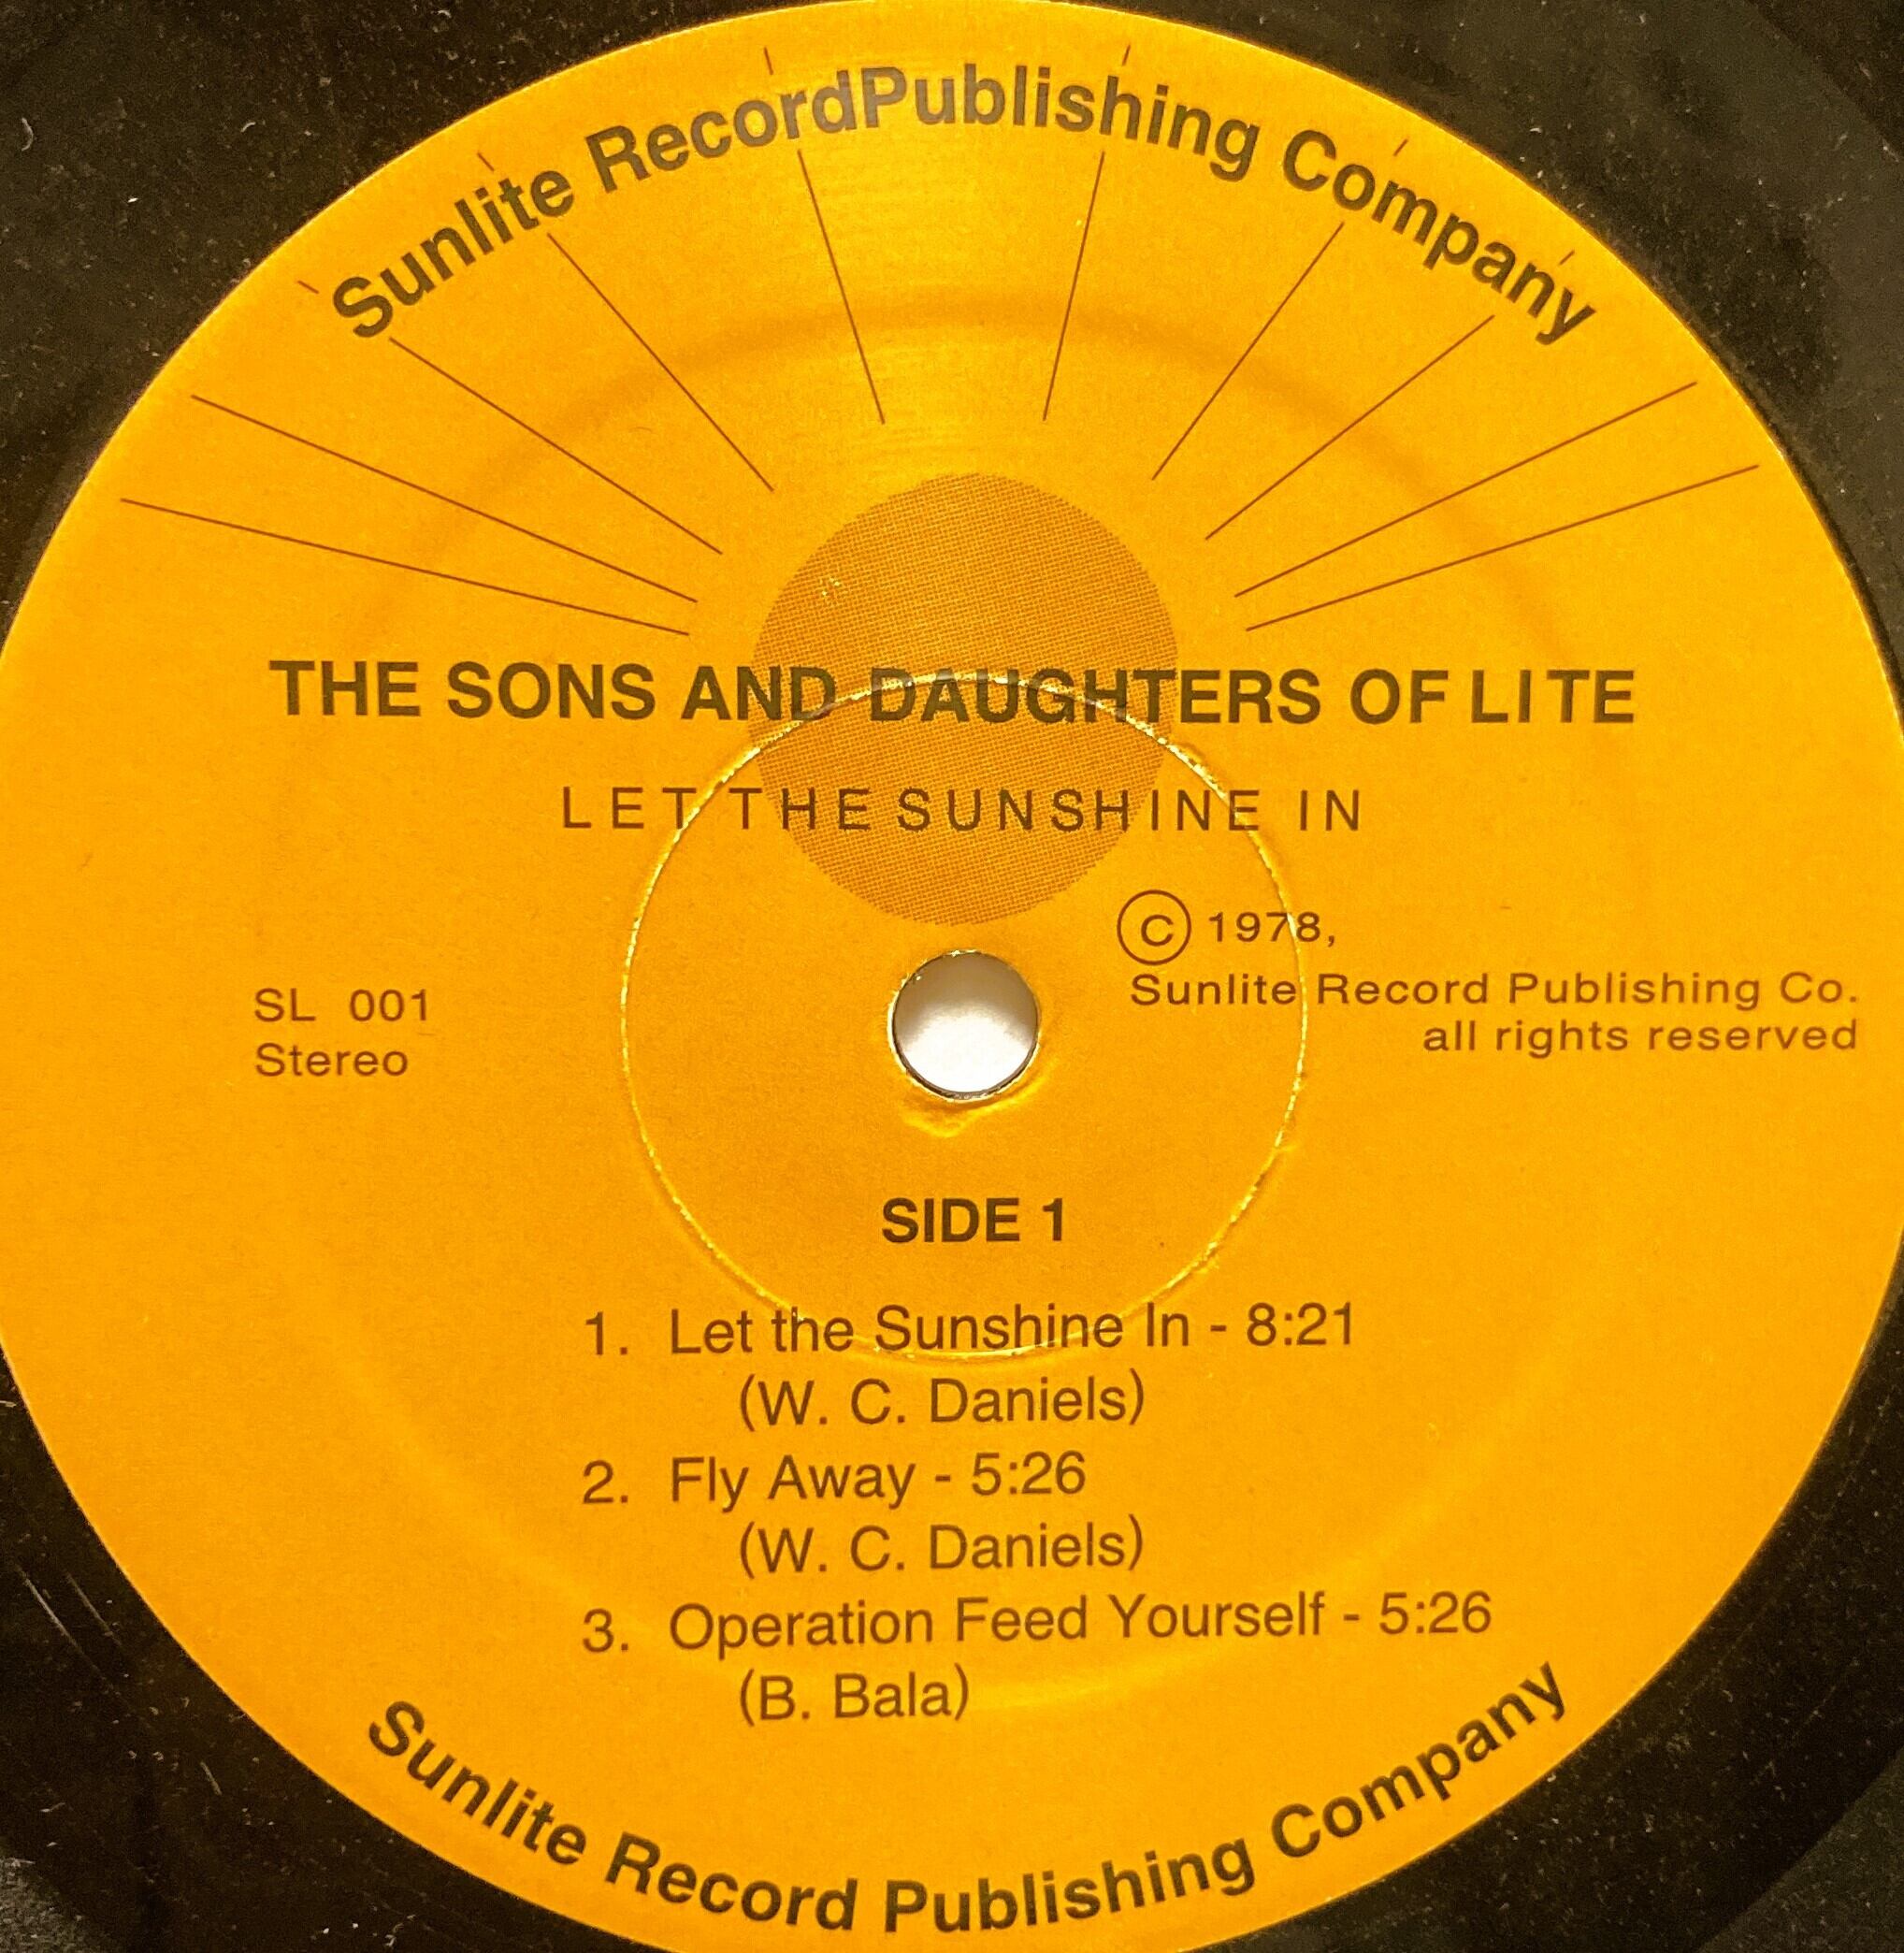 Sunlite RecordPublishing Company
THE SONS AND DAUGHTERS OF LITE
LET THE SUNSHINE IN
© 1978,
Sunlite Record Publishing Co.
all rights reserved
SL 001
Stereo
SIDE 1
1. Let the Sunshine In - 8:21
(W. C. Daniels)
2. Fly Away - 5:26
(W. C. Daniels)
3. Operation Feed Yourself - 5:26
(B. Bala)
Sunlite Record Publishing Company